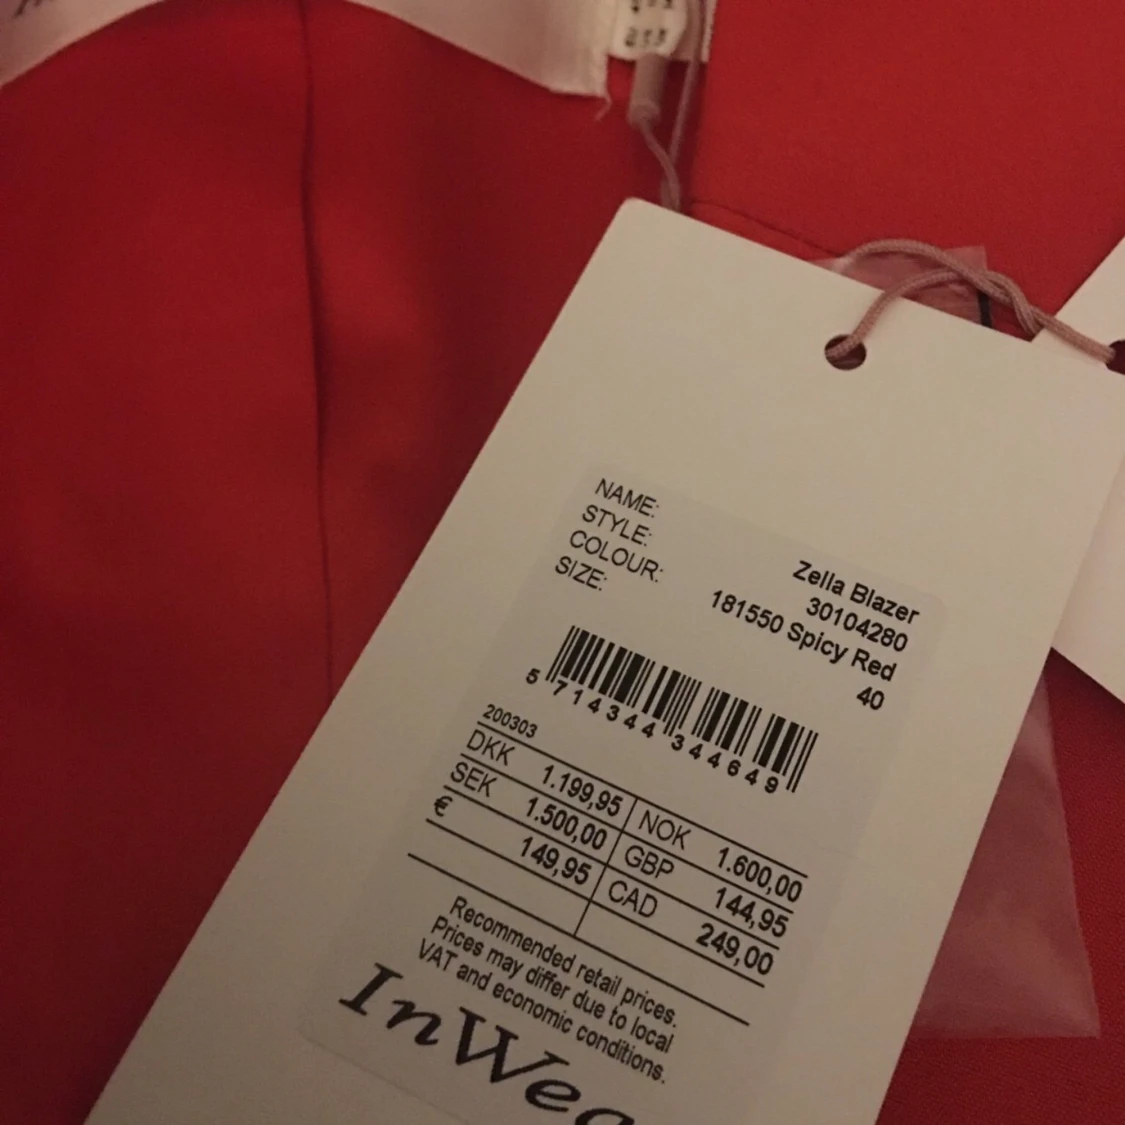 NAME: Zella Blazer
STYLE: 30104280
COLOUR: 181550 Spicy Red
SIZE: 40
5 714344 344649
200303
DKK 1.199,95 NOK 1.600,00
SEK 1.500,00 GBP 144,95
€ 149,95 CAD 249,00
Recommended retail prices.
Prices may differ due to local
VAT and economic conditions.
InWea